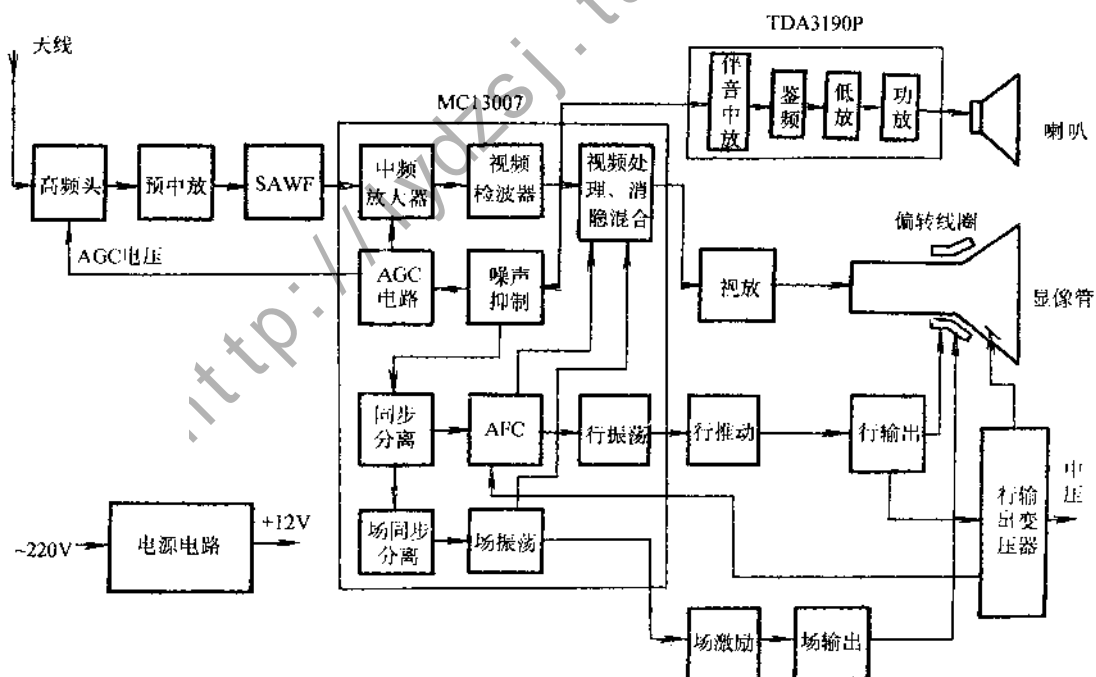 TDA3190P
天线
伴
音
中
放
鉴
频
低
放
功
放
喇叭
MC13007
高频头
预中放
SAWF
中频
放大器
视频
检波器
视频处
理、消
隐混合
偏转线圈
AGC电压
AGC
电路
噪声
抑制
视放
显像管
同步
分离
AFC
行振荡
行推动
行输出
行输
出变
压器
中
压
~220V
电源电路
+12V
场同步
分离
场振荡
场激励
场输出